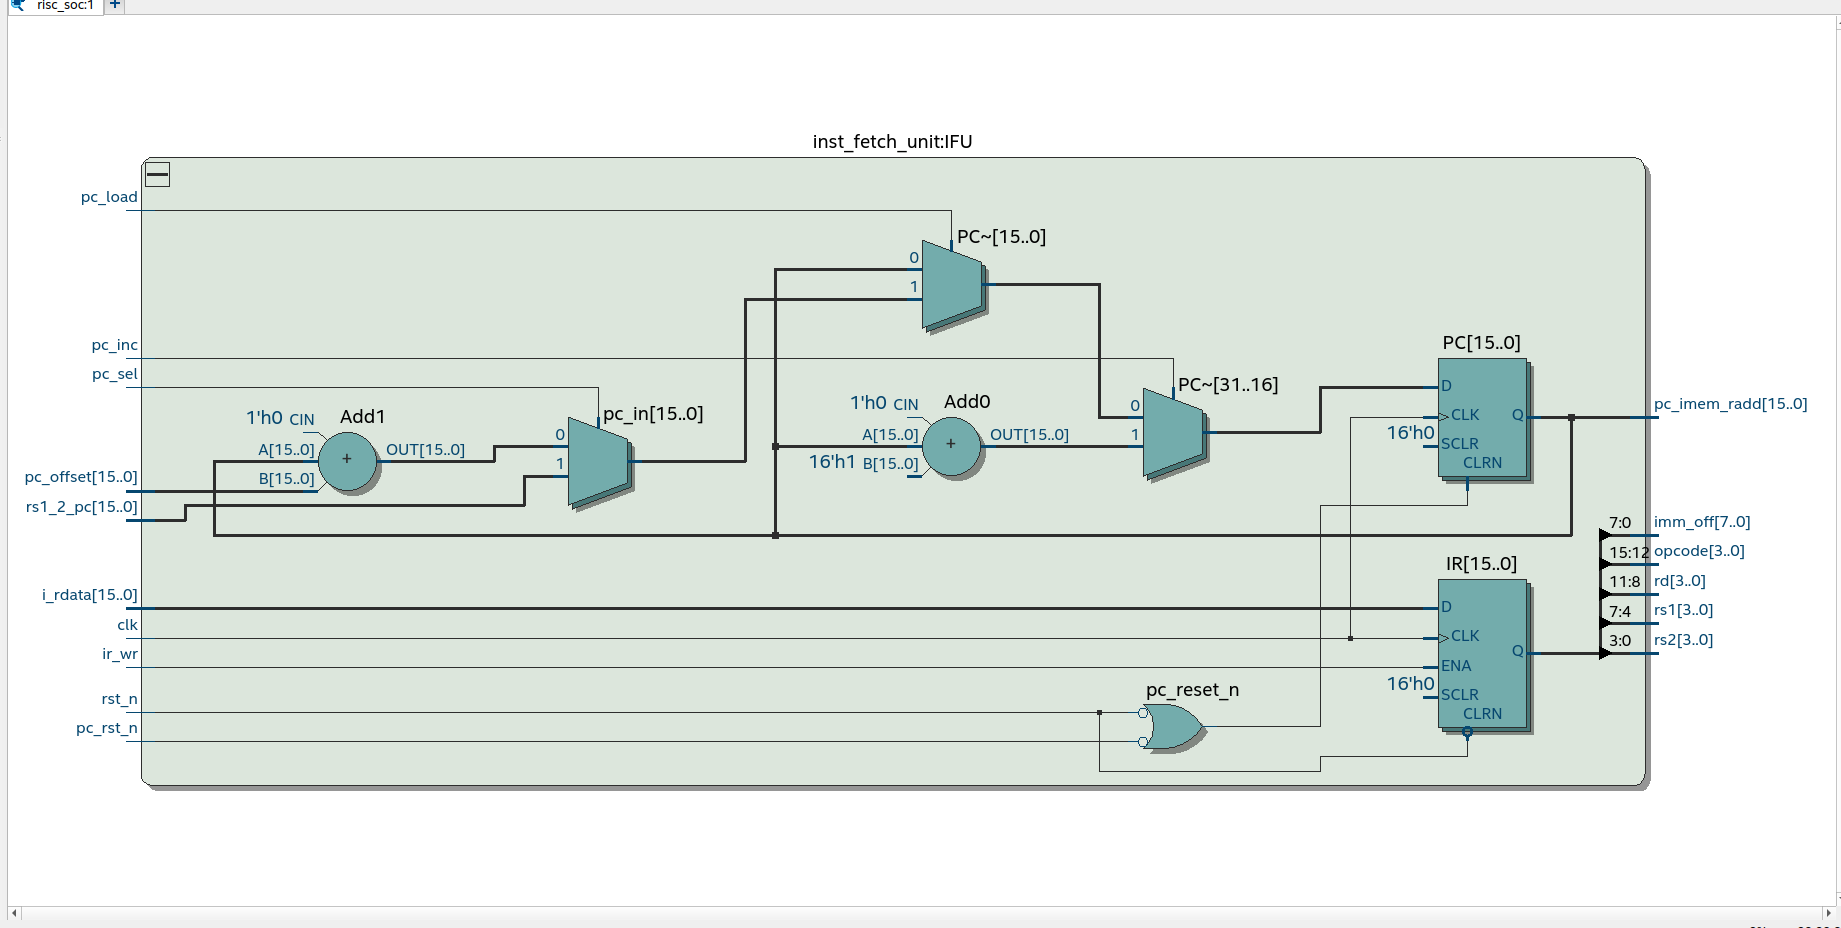 risc_soc:1
inst_fetch_unit:IFU
pc_load
PC~[15..0]
0
1
pc_inc
pc_sel
PC[15..0]
PC~[31..16]
D
CLK
Q
16'h0
SCLR
CLRN
pc_imem_radd[15..0]
1'h0 CIN
Add0
A[15..0]
OUT[15..0]
16'h1 B[15..0]
0
1
pc_in[15..0]
0
1
1'h0 CIN
Add1
A[15..0]
OUT[15..0]
B[15..0]
+
+
pc_offset[15..0]
rs1_2_pc[15..0]
7:0 imm_off[7..0]
15:12 opcode[3..0]
11:8 rd[3..0]
7:4 rs1[3..0]
3:0 rs2[3..0]
IR[15..0]
i_rdata[15..0]
D
clk
CLK
Q
ir_wr
ENA
16'h0
SCLR
CLRN
rst_n
pc_reset_n
pc_rst_n